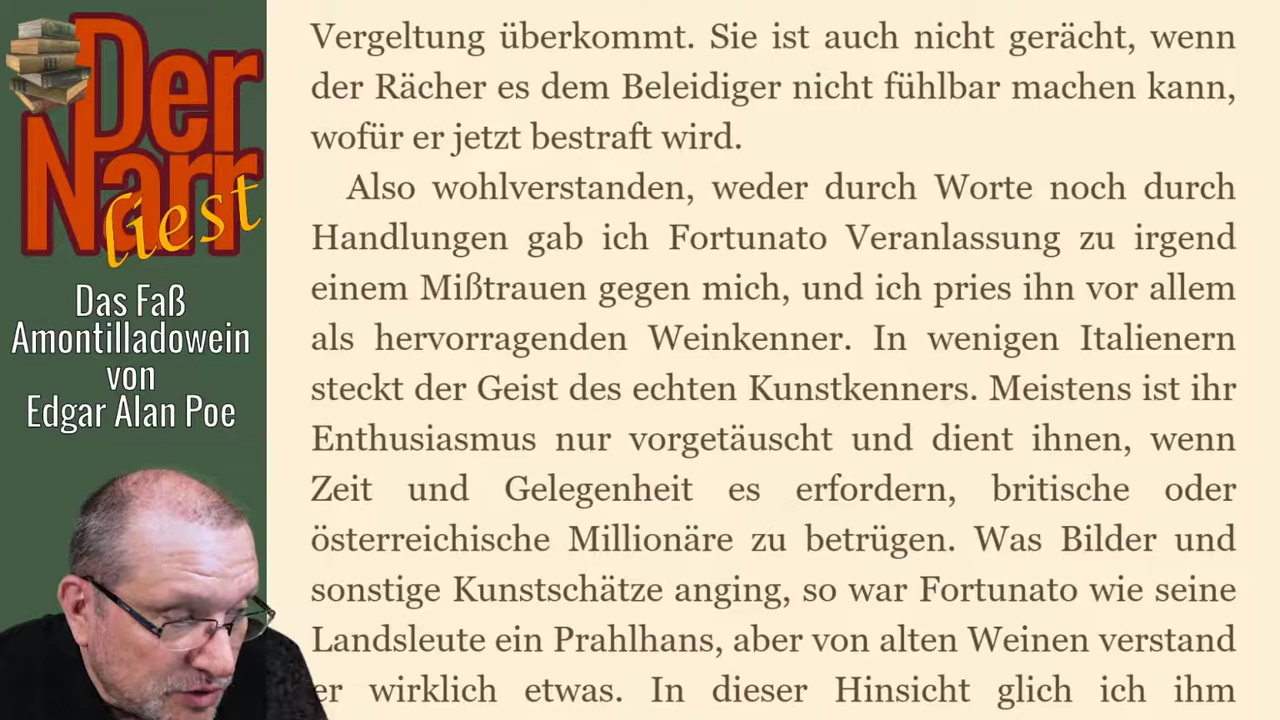 Der
Narr
liest
Das Faß
Amontilladowein
von
Edgar Alan Poe
Vergeltung überkommt. Sie ist auch nicht gerächt, wenn
der Rächer es dem Beleidiger nicht fühlbar machen kann,
wofür er jetzt bestraft wird.
Also wohlverstanden, weder durch Worte noch durch
Handlungen gab ich Fortunato Veranlassung zu irgend
einem Mißtrauen gegen mich, und ich pries ihn vor allem
als hervorragenden Weinkenner. In wenigen Italienern
steckt der Geist des echten Kunstkenners. Meistens ist ihr
Enthusiasmus nur vorgetäuscht und dient ihnen, wenn
Zeit und Gelegenheit es erfordern, britische oder
österreichische Millionäre zu betrügen. Was Bilder und
sonstige Kunstschätze anging, so war Fortunato wie seine
Landsleute ein Prahlhans, aber von alten Weinen verstand
er wirklich etwas. In dieser Hinsicht glich ich ihm